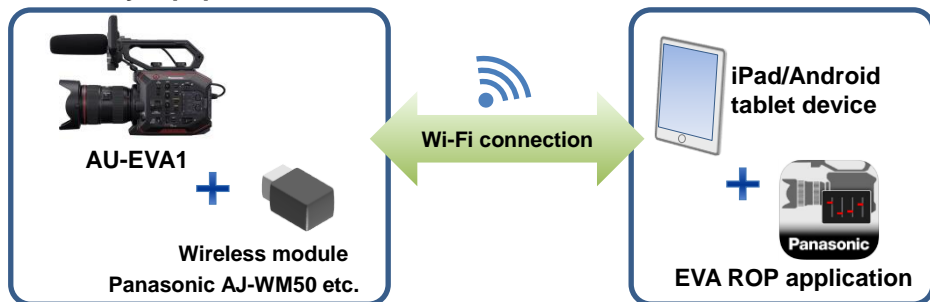 AU-EVA1
Wireless module
Panasonic AJ-WM50 etc.
Wi-Fi connection
iPad/Android
tablet device
Panasonic
EVA ROP application